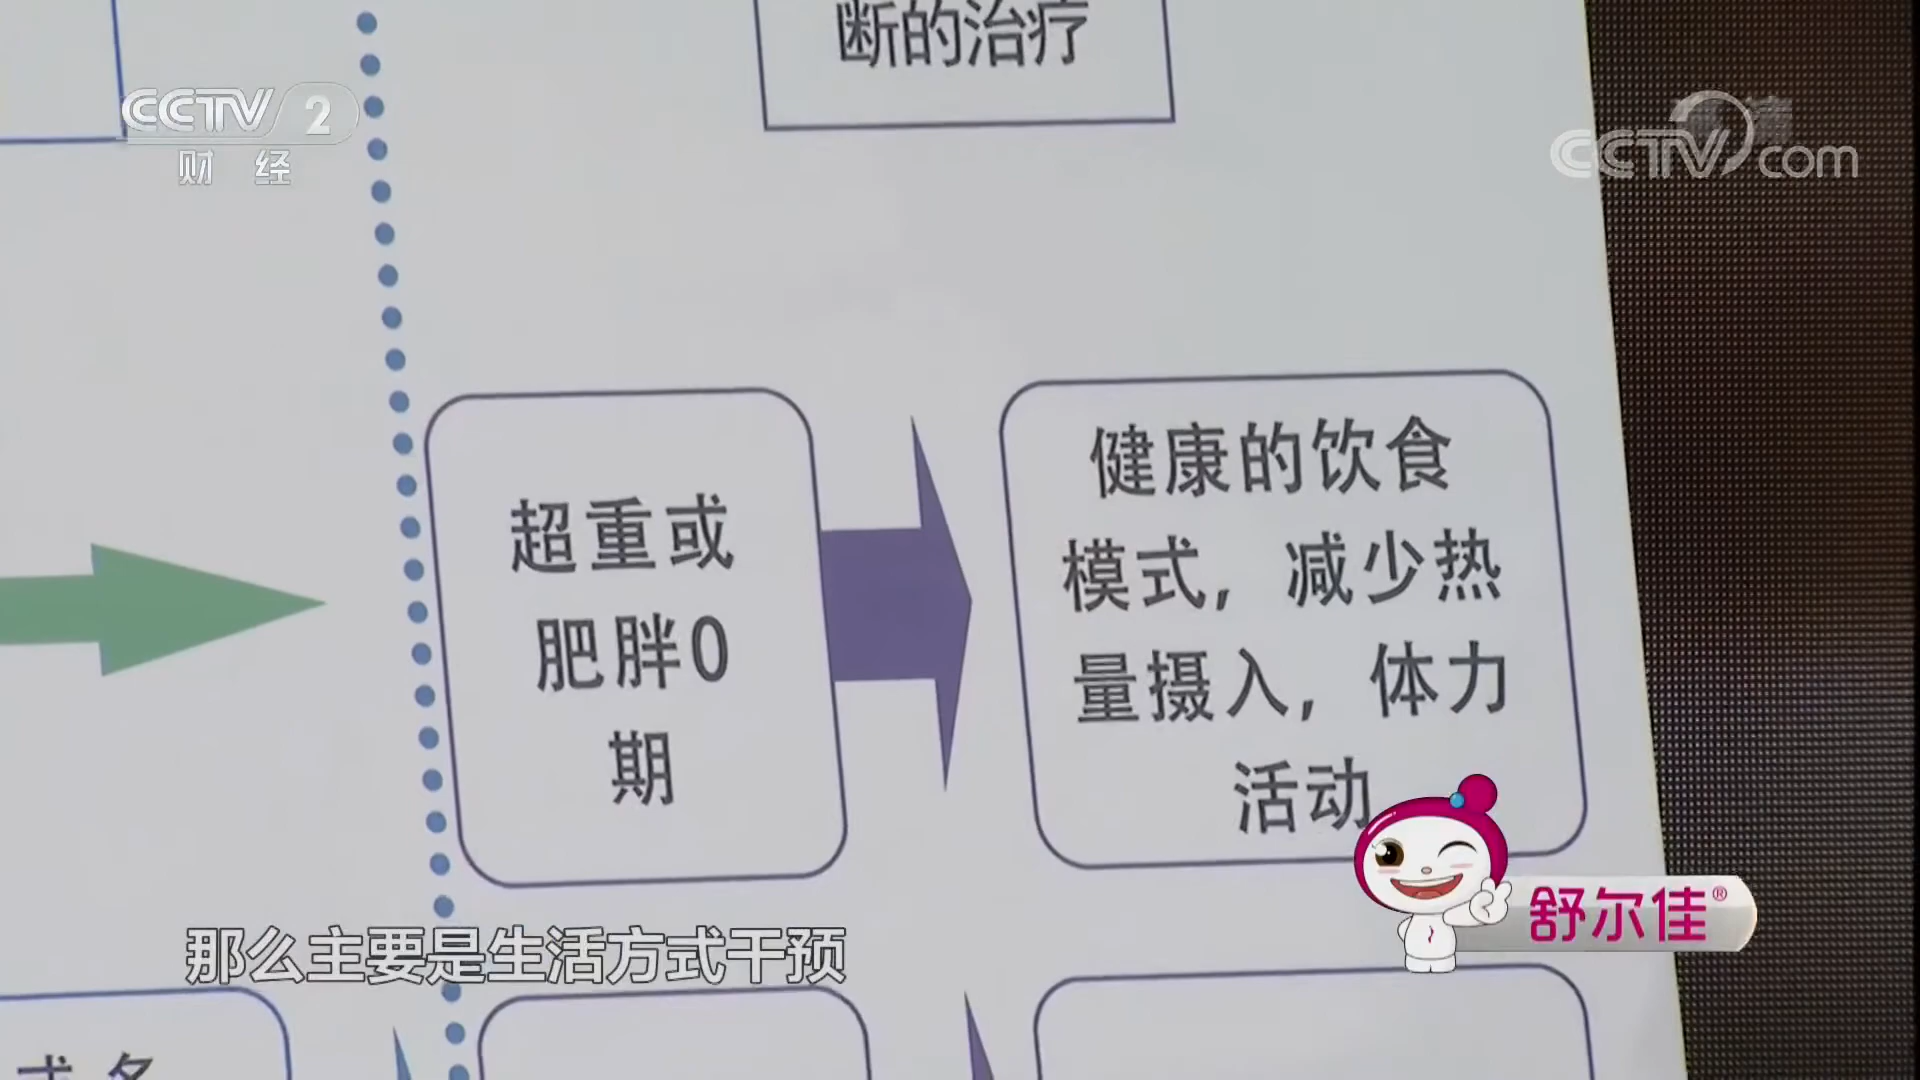 断的治疗
CCTV 2
财 经
CCTV.com
超重或
肥胖0
期
健康的饮食
模式，减少热
量摄入，体力
活动
舒尔佳®
那么主要是生活方式干预